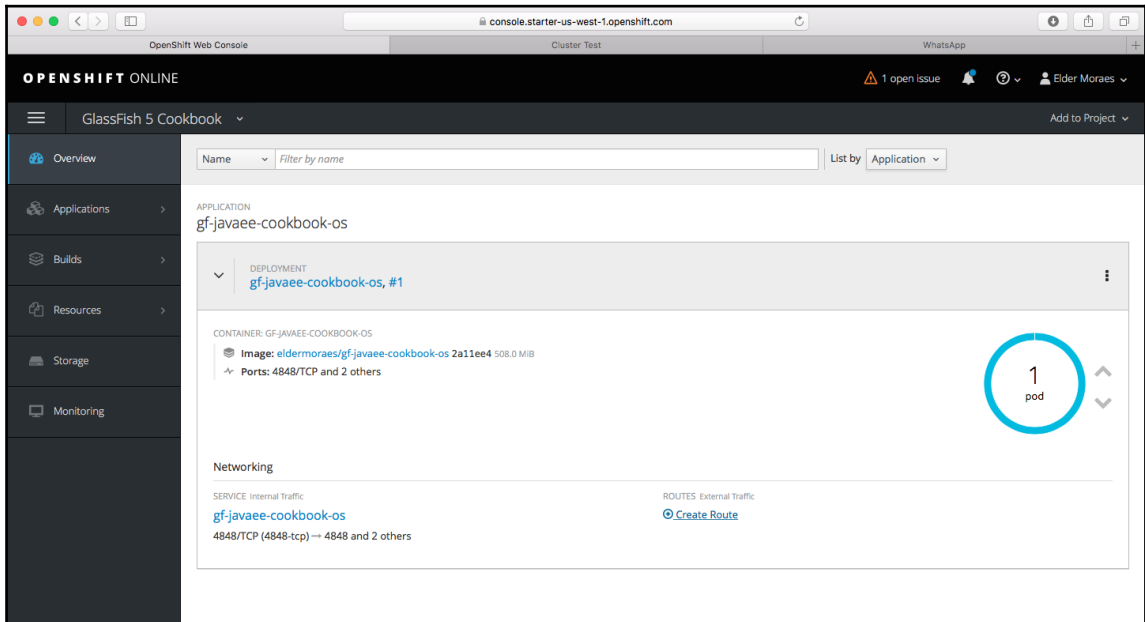 console.starter-us-west-1.openshift.com
OpenShift Web Console
Cluster Test
WhatsApp
OPENSHIFT ONLINE
1 open issue
Elder Moraes
GlassFish 5 Cookbook
Add to Project
Overview
Applications
Builds
Resources
Storage
Monitoring
Name
Filter by name
List by
Application
APPLICATION
gf-javaee-cookbook-os
DEPLOYMENT
gf-javaee-cookbook-os, #1
CONTAINER: GF-JAVAEE-COOKBOOK-OS
Image: eldermoraes/gf-javaee-cookbook-os 2a11ee4 508.0 MiB
Ports: 4848/TCP and 2 others
1
pod
Networking
SERVICE Internal Traffic
gf-javaee-cookbook-os
4848/TCP (4848-tcp) → 4848 and 2 others
ROUTES External Traffic
Create Route